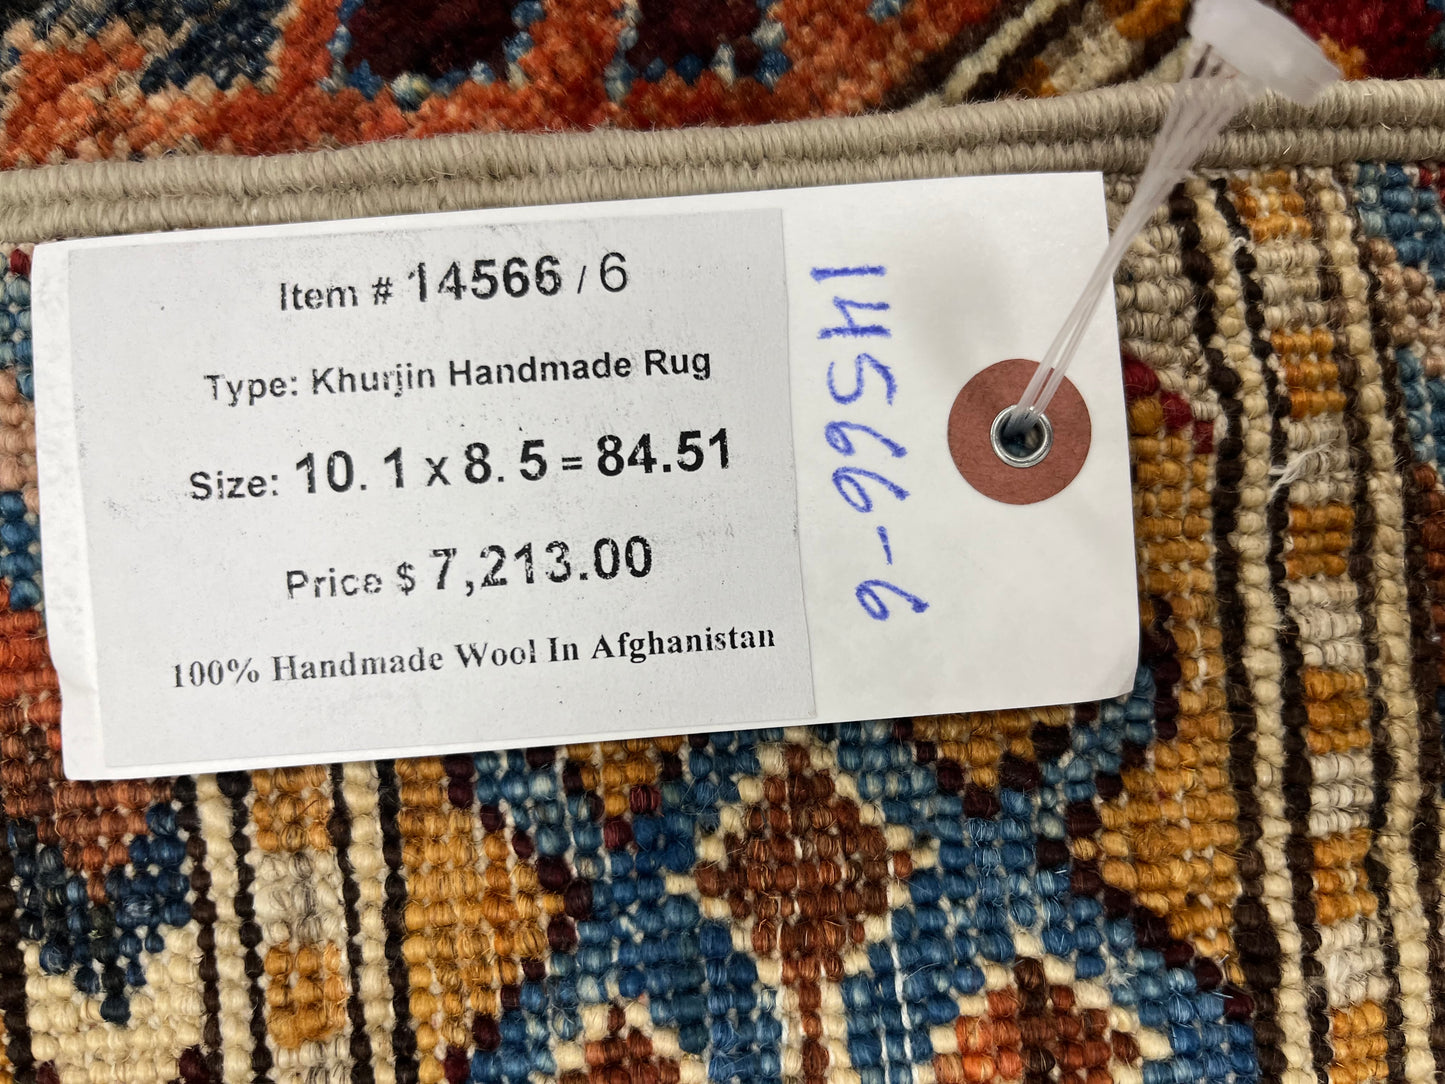 Item # 14566 / 6
Type: Khurjin Handmade Rug
Size: 10. 1 x 8. 5 = 84.51
Price $ 7,213.00
100% Handmade Wool In Afghanistan
14566-6